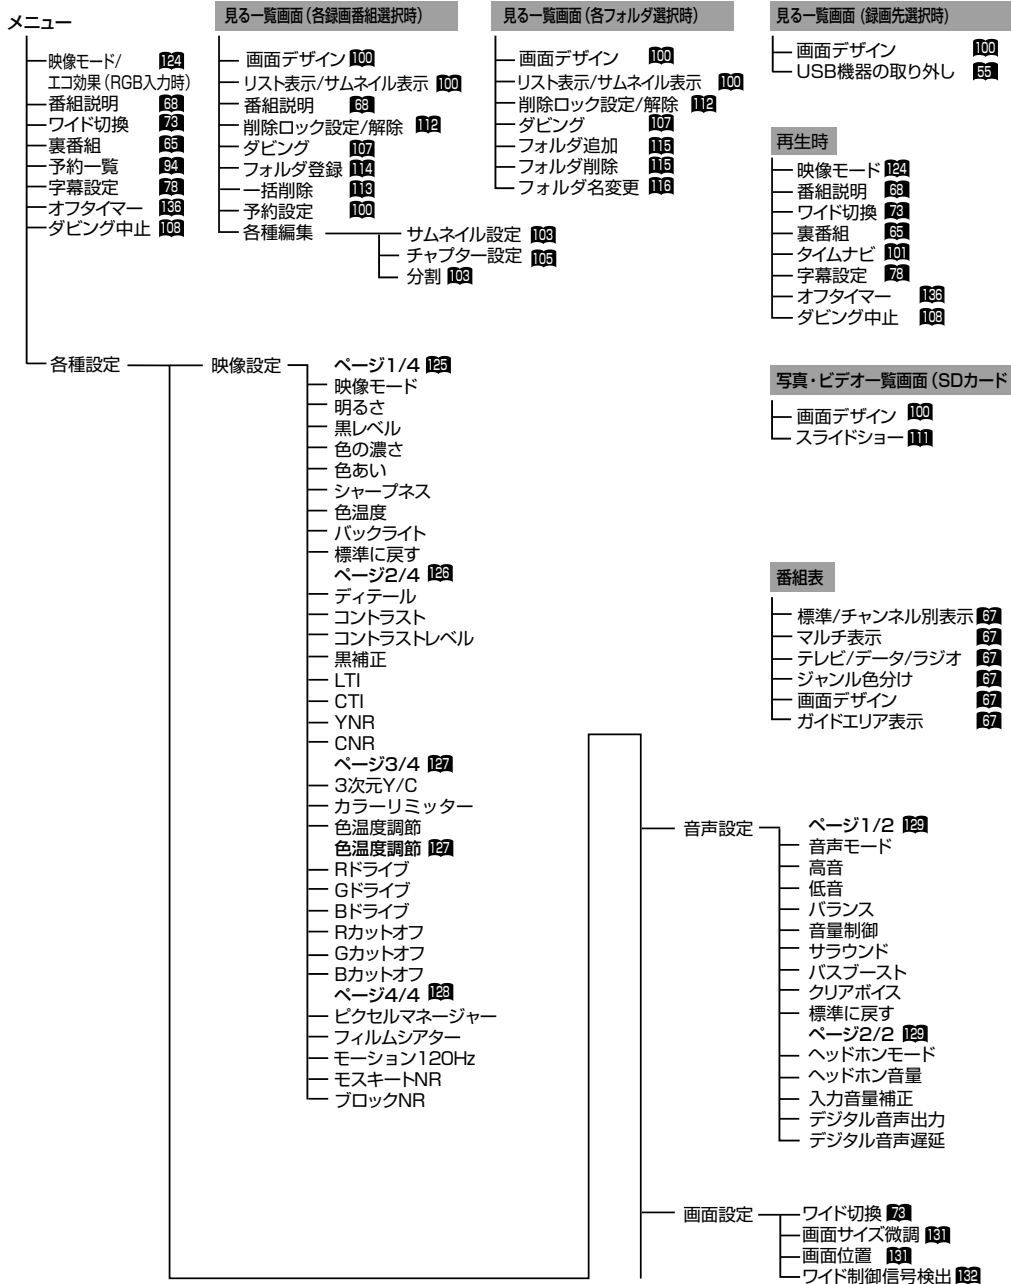 メニュー
映像モード/ 124
エコ効果(RGB入力時)
番組説明 68
ワイド切換 73
裏番組 65
予約一覧 94
字幕設定 78
オフタイマー 136
ダビング中止 108
見る一覧画面(各録画番組選択時)
画面デザイン 100
リスト表示/サムネイル表示 100
番組説明 68
削除ロック設定/解除 112
ダビング 107
フォルダ登録 114
一括削除 113
予約設定 100
各種編集
サムネイル設定 103
チャプター設定 105
分割 103
見る一覧画面(各フォルダ選択時)
画面デザイン 100
リスト表示/サムネイル表示 100
削除ロック設定/解除 112
ダビング 107
フォルダ追加 115
フォルダ削除 115
フォルダ名変更 116
見る一覧画面(録画先選択時)
画面デザイン 100
USB機器の取り外し 55
再生時
映像モード 124
番組説明 68
ワイド切換 73
裏番組 65
タイムナビ 101
字幕設定 78
オフタイマー 136
ダビング中止 108
写真・ビデオ一覧画面(SDカード
画面デザイン 100
スライドショー 111
番組表
標準/チャンネル別表示 67
マルチ表示 67
テレビ/データ/ラジオ 67
ジャンル色分け 67
画面デザイン 67
ガイドエリア表示 67
各種設定
映像設定
ページ1/4 125
映像モード
明るさ
黒レベル
色の濃さ
色あい
シャープネス
色温度
バックライト
標準に戻す
ページ2/4 126
ディテール
コントラスト
コントラストレベル
黒補正
LTI
CTI
YNR
CNR
ページ3/4 127
3次元Y/C
カラーリミッター
色温度調節
色温度調節 127
Rドライブ
Gドライブ
Bドライブ
Rカットオフ
Gカットオフ
Bカットオフ
ページ4/4 128
ピクセルマネージャー
フィルムシアター
モーション120Hz
モスキートNR
ブロックNR
音声設定
ページ1/2 129
音声モード
高音
低音
バランス
音量制御
サラウンド
バスブースト
クリアボイス
標準に戻す
ページ2/2 129
ヘッドホンモード
ヘッドホン音量
入力音量補正
デジタル音声出力
デジタル音声遅延
画面設定
ワイド切換 73
画面サイズ微調 131
画面位置 131
ワイド制御信号検出 132